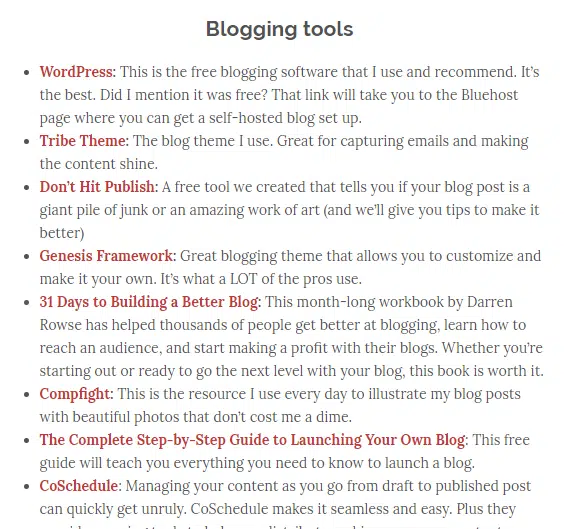 Blogging tools
WordPress: This is the free blogging software that I use and recommend. It's
the best. Did I mention it was free? That link will take you to the Bluehost
page where you can get a self-hosted blog set up.
Tribe Theme: The blog theme I use. Great for capturing emails and making
the content shine.
Don't Hit Publish: A free tool we created that tells you if your blog post is a
giant pile of junk or an amazing work of art (and we'll give you tips to make it
better)
Genesis Framework: Great blogging theme that allows you to customize and
make it your own. It's what a LOT of the pros use.
31 Days to Building a Better Blog: This month-long workbook by Darren
Rowse has helped thousands of people get better at blogging, learn how to
reach an audience, and start making a profit with their blogs. Whether you're
starting out or ready to go the next level with your blog, this book is worth it.
Compfight: This is the resource I use every day to illustrate my blog posts
with beautiful photos that don't cost me a dime.
The Complete Step-by-Step Guide to Launching Your Own Blog: This free
guide will teach you everything you need to know to launch a blog.
CoSchedule: Managing your content as you go from draft to published post
can quickly get unruly. CoSchedule makes it seamless and easy. Plus they